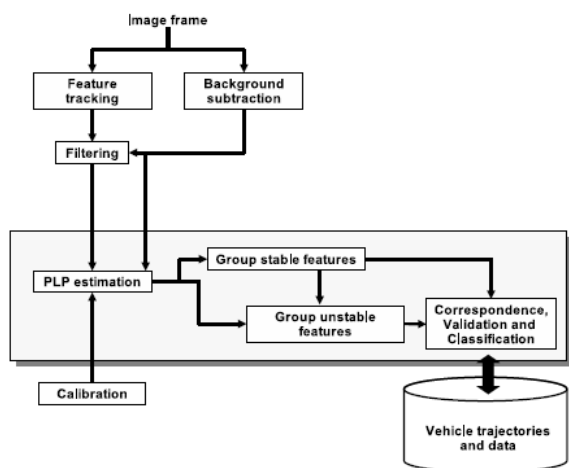 Image frame
Feature
tracking
Background
subtraction
Filtering
Group stable features
PLP estimation
Group unstable
features
Correspondence,
Validation and
Classification
Calibration
Vehicle trajectories
and data